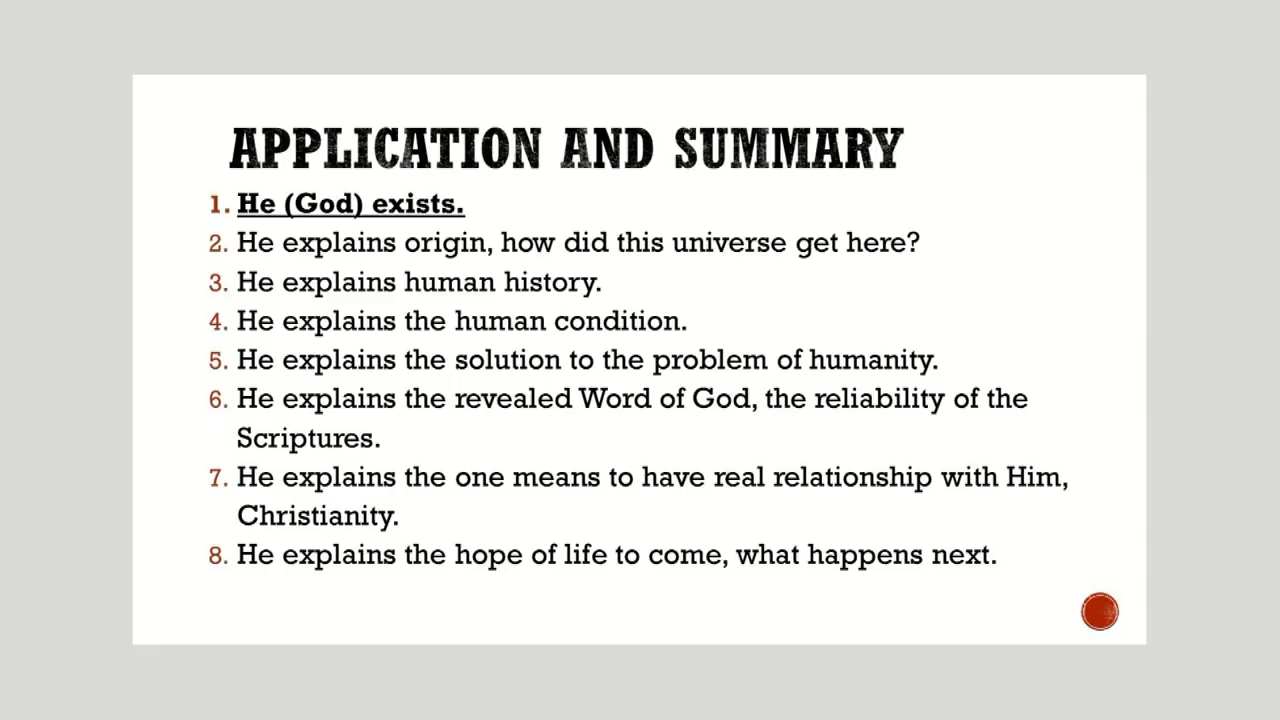 APPLICATION AND SUMMARY
1. He (God) exists.
2. He explains origin, how did this universe get here?
3. He explains human history.
4. He explains the human condition.
5. He explains the solution to the problem of humanity.
6. He explains the revealed Word of God, the reliability of the
Scriptures.
7. He explains the one means to have real relationship with Him,
Christianity.
8. He explains the hope of life to come, what happens next.